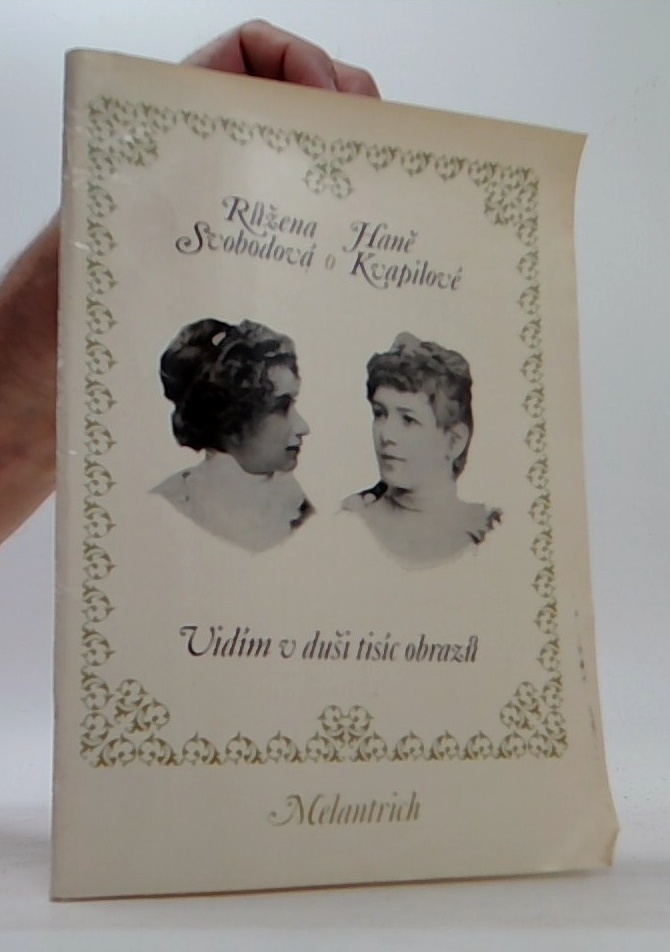 Růžena Haně
Svobodová o Kvapilové
Vidím v duši tisíc obrazů
Melantrich